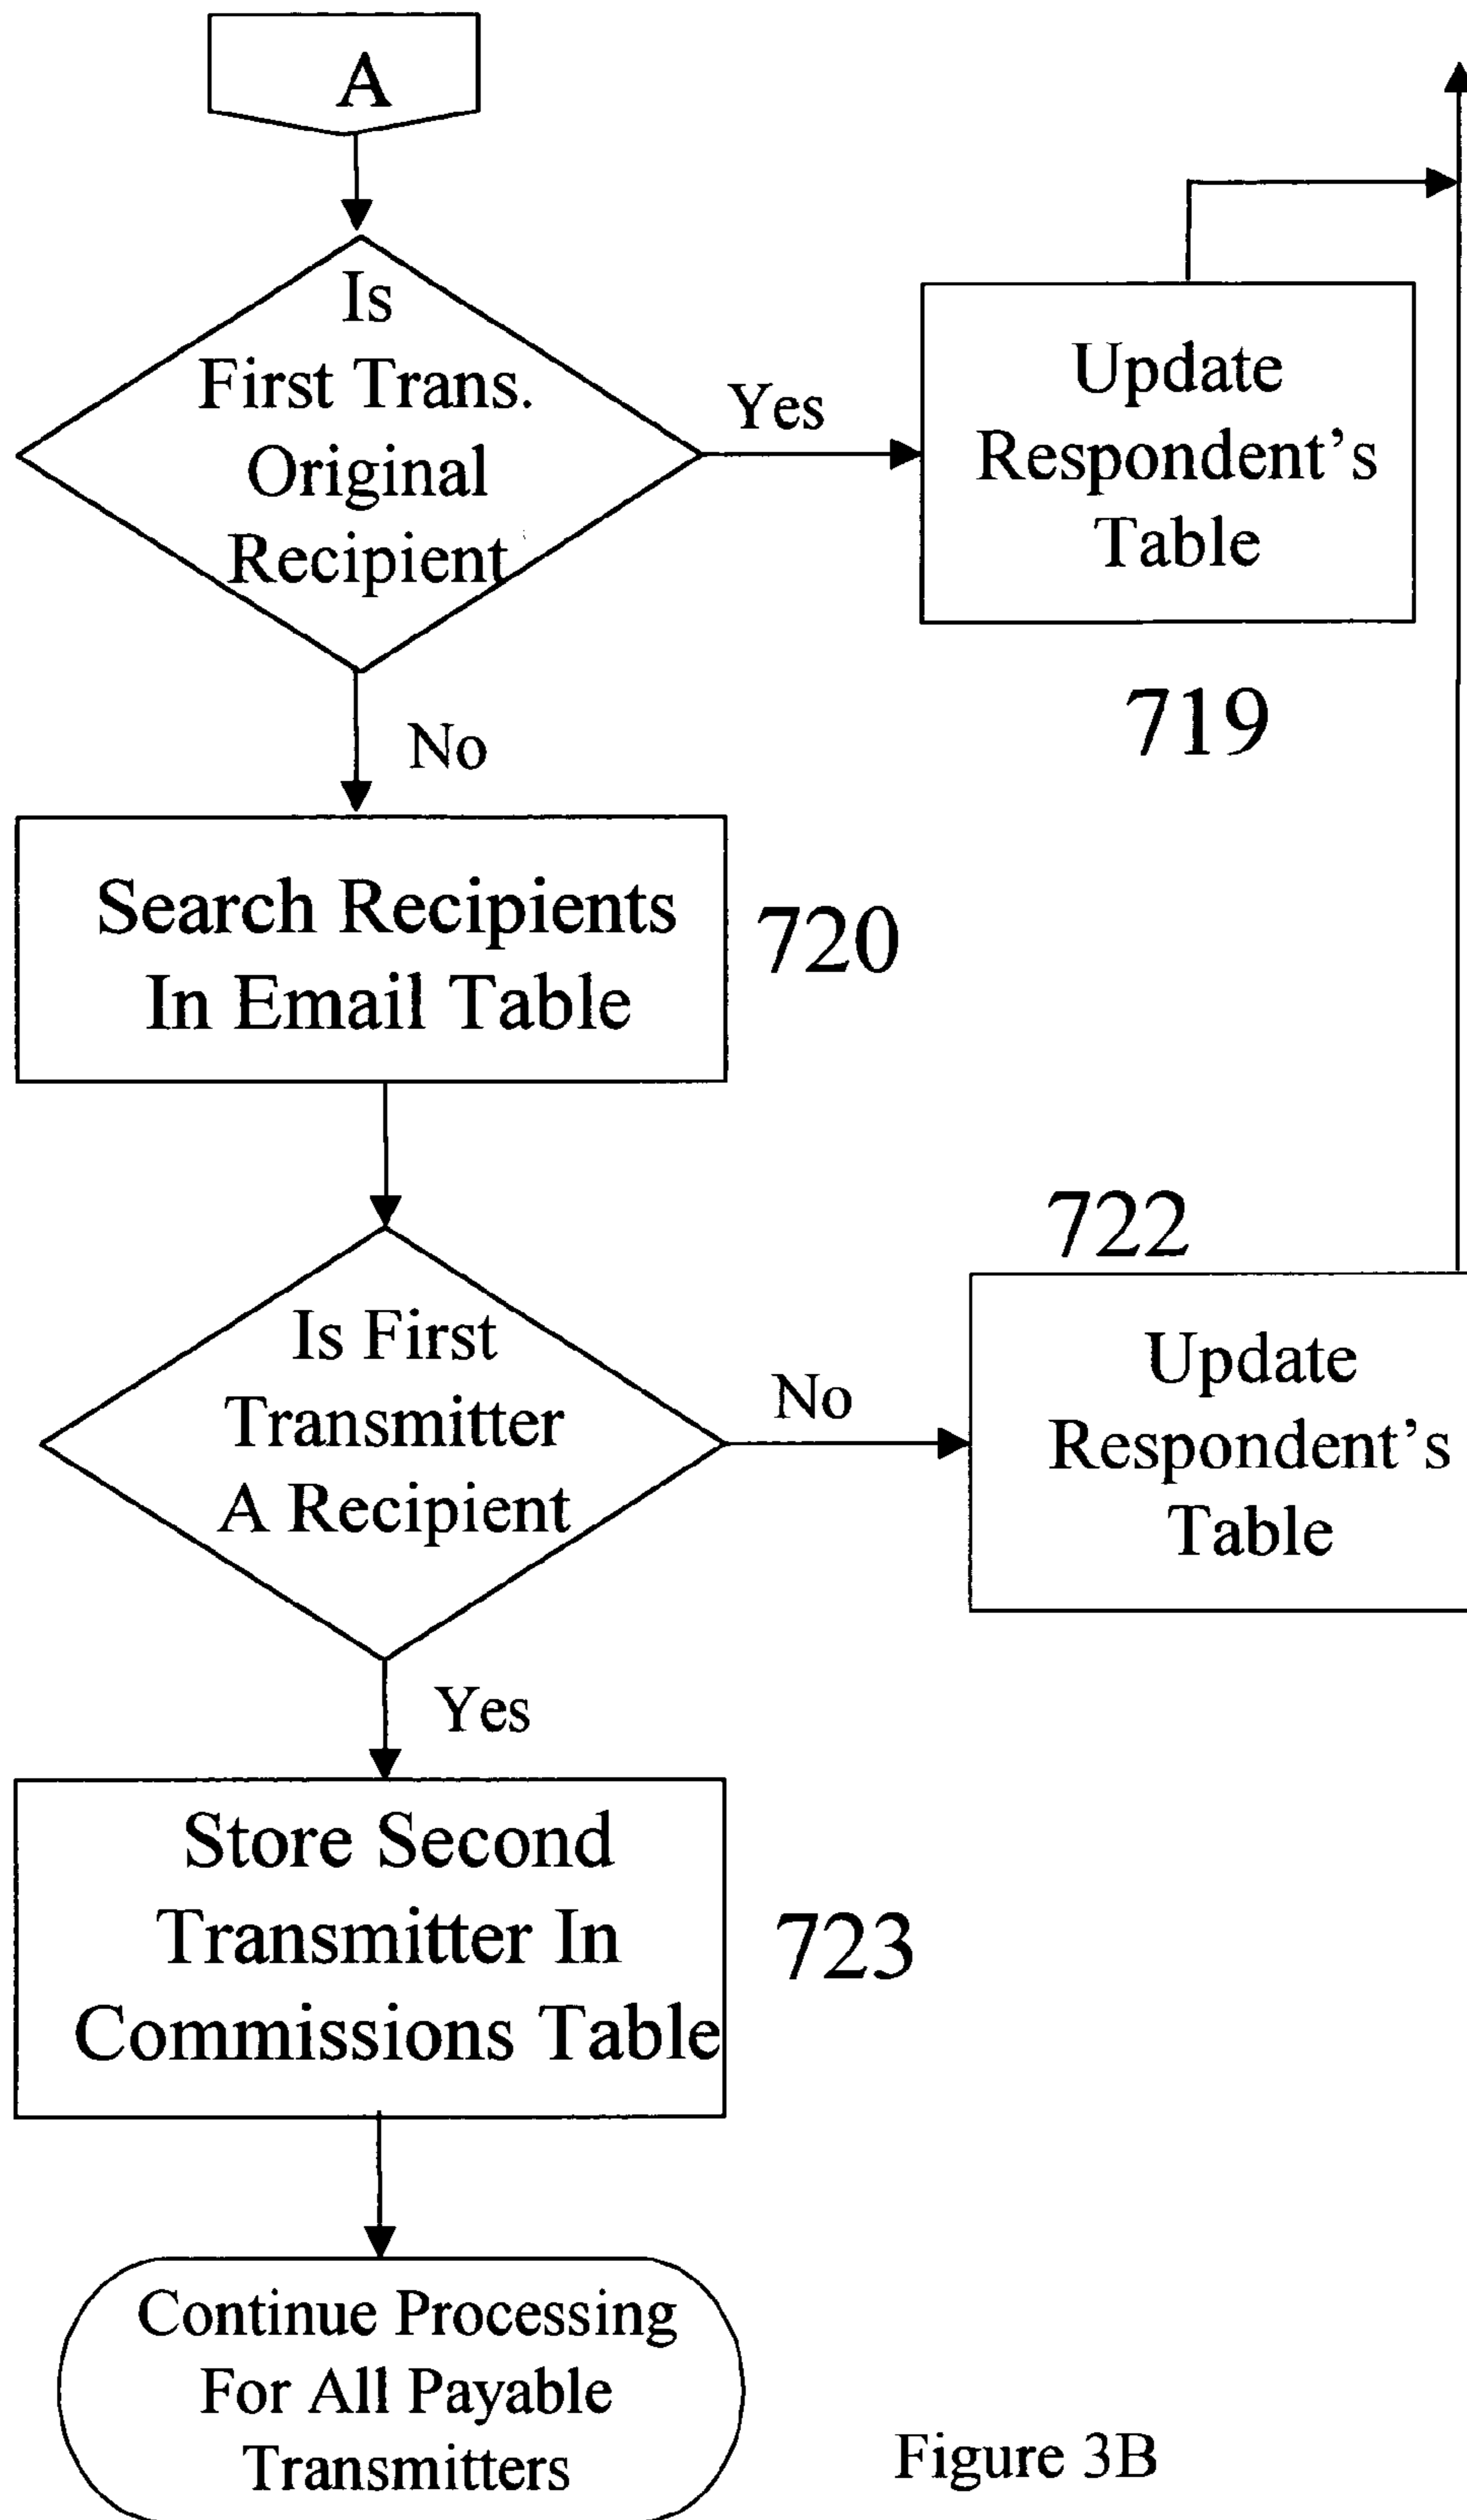 A
Is
First Trans.
Original
Recipient
Yes
Update
Respondent's
Table
719
No
Search Recipients
In Email Table
720
Is First
Transmitter
A Recipient
No
722
Update
Respondent's
Table
Yes
Store Second
Transmitter In
Commissions Table
723
Continue Processing
For All Payable
Transmitters
Figure 3B